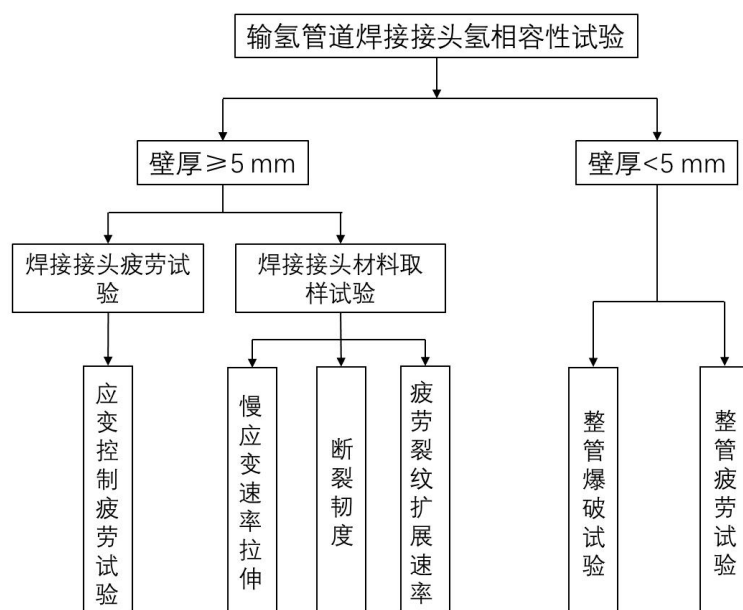 输氢管道焊接接头氢相容性试验
壁厚≥5 mm
壁厚<5 mm
焊接接头疲劳试
验
焊接接头材料取
样试验
应变控制疲劳试验
慢应变速率拉伸
断裂韧度
疲劳裂纹扩展速率
整管爆破试验
整管疲劳试验